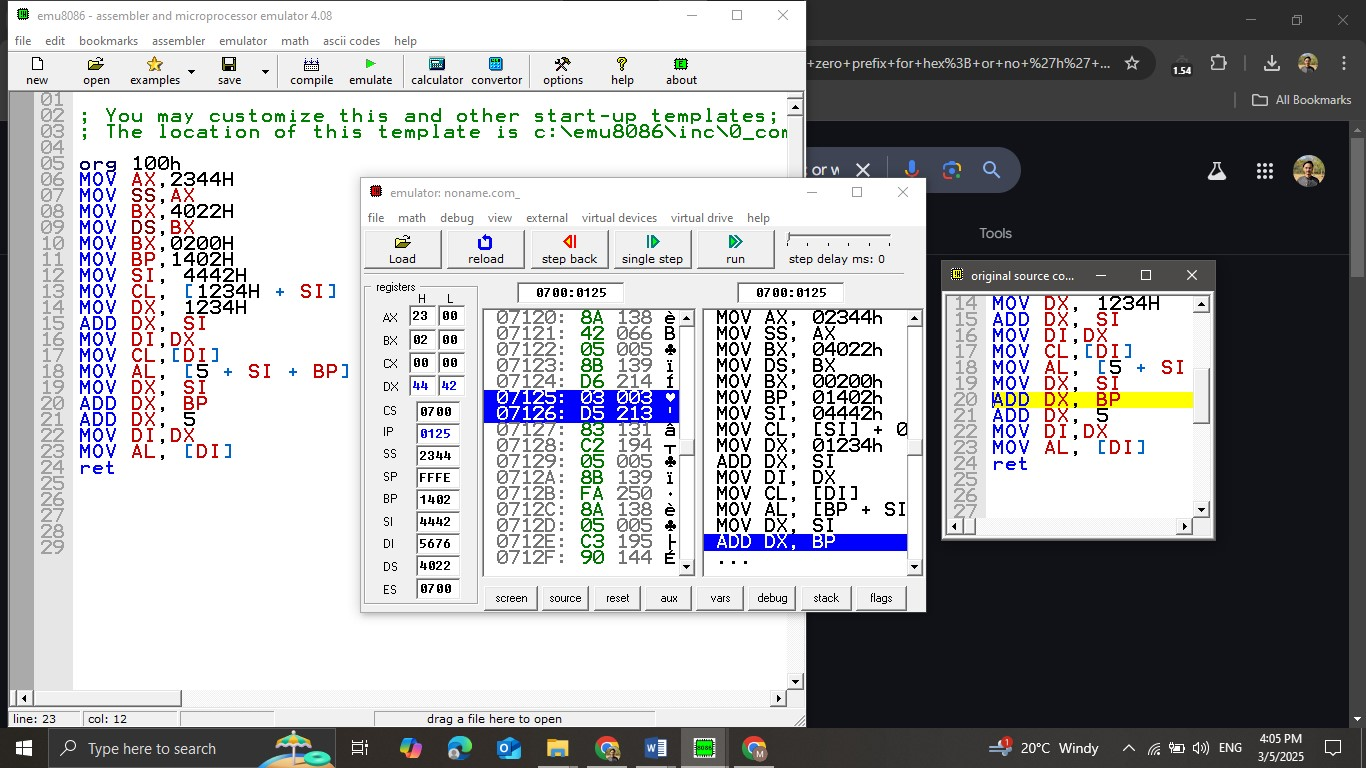 emu8086 - assembler and microprocessor emulator 4.08
file edit bookmarks assembler emulator math ascii codes help
new open examples save compile emulate calculator convertor options help about
01
02 ; You may customize this and other start-up templates;
03 ; The location of this template is c:\emu8086\inc\0_com
04
05 org 100h
06 MOV AX,2344H
07 MOV SS,AX
08 MOV BX,4022H
09 MOV DS,BX
10 MOV BX,0200H
11 MOV BP,1402H
12 MOV SI, 4442H
13 MOV CL, [1234H + SI]
14 MOV DX, 1234H
15 ADD DX, SI
16 MOV DI,DX
17 MOV CL,[DI]
18 MOV AL, [5 + SI + BP]
19 MOV DX, SI
20 ADD DX, BP
21 ADD DX, 5
22 MOV DI,DX
23 MOV AL, [DI]
24 ret
25
26
27
28
29
line: 23 col: 12 drag a file here to open
emulator: noname.com_
file math debug view external virtual devices virtual drive help
Load reload step back single step run step delay ms: 0
registers
H L
AX 23 00
BX 02 00
CX 00 00
DX 44 42
CS 0700
IP 0125
SS 2344
SP FFFE
BP 1402
SI 4442
DI 5676
DS 4022
ES 0700
0700:0125
07120: 8A 138 è
07121: 42 066 B
07122: 05 005 ♣
07123: 8B 139 ï
07124: D6 214
07125: 03 003 ♥
07126: D5 213
07127: 83 131 â
07128: C2 194 ┬
07129: 05 005 ♣
0712A: 8B 139 ï
0712B: FA 250 ·
0712C: 8A 138 è
0712D: 05 005 ♣
0712E: C3 195 ├
0712F: 90 144 É
0700:0125
MOV AX, 02344h
MOV SS, AX
MOV BX, 04022h
MOV DS, BX
MOV BX, 00200h
MOV BP, 01402h
MOV SI, 04442h
MOV CL, [SI] + 0
MOV DX, 01234h
ADD DX, SI
MOV DI, DX
MOV CL, [DI]
MOV AL, [BP + SI
MOV DX, SI
ADD DX, BP
...
screen source reset aux vars debug stack flags
original source co...
14 MOV DX, 1234H
15 ADD DX, SI
16 MOV DI,DX
17 MOV CL,[DI]
18 MOV AL, [5 + SI
19 MOV DX, SI
20 ADD DX, BP
21 ADD DX, 5
22 MOV DI,DX
23 MOV AL, [DI]
24 ret
25
26
27
+zero+prefix+for+hex%3B+or+no+%27h%27+...
1.54
All Bookmarks
or w
Tools
Type here to search
20°C Windy
ENG
4:05 PM
3/5/2025